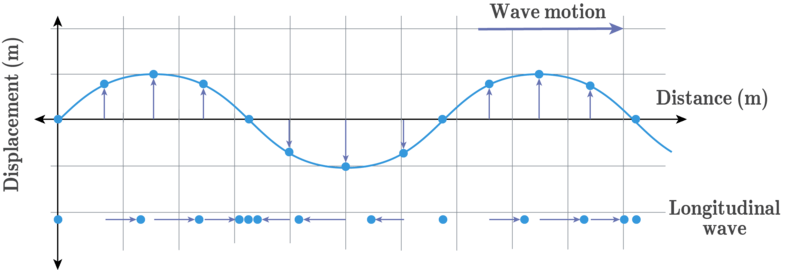 Wave motion
Displacement (m)
Distance (m)
Longitudinal
wave